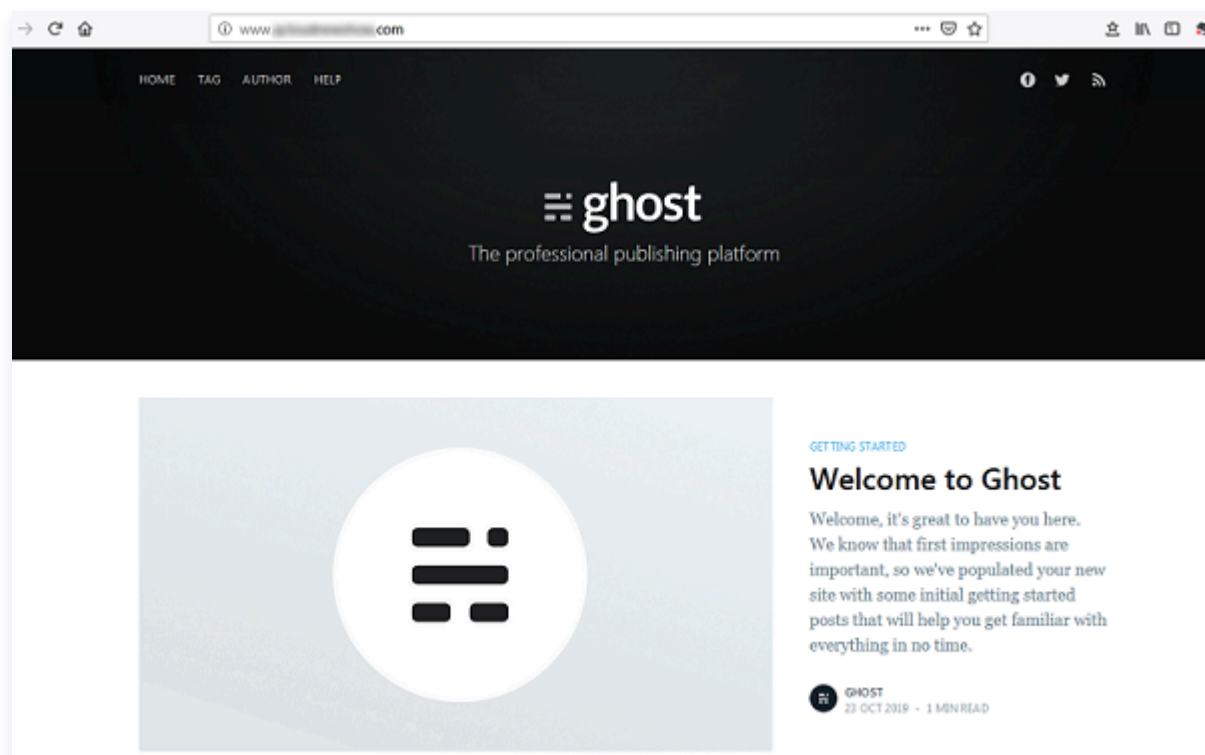 www. .com
HOME TAG AUTHOR HELP
ghost
The professional publishing platform
GETTING STARTED
Welcome to Ghost
Welcome, it's great to have you here.
We know that first impressions are
important, so we've populated your new
site with some initial getting started
posts that will help you get familiar with
everything in no time.
GHOST
23 OCT 2019 • 1 MIN READ